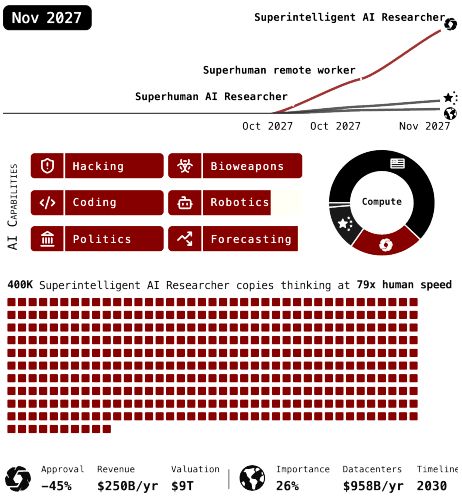 Nov 2027
Superintelligent AI Researcher
Superhuman remote worker
Superhuman AI Researcher
Oct 2027 Oct 2027 Nov 2027
AI Capabilities
Hacking
Bioweapons
Coding
Robotics
Politics
Forecasting
Compute
400K Superintelligent AI Researcher copies thinking at 79x human speed
Approval Revenue Valuation Importance Datacenters Timeline
-45% $250B/yr $9T 26% $958B/yr 2030